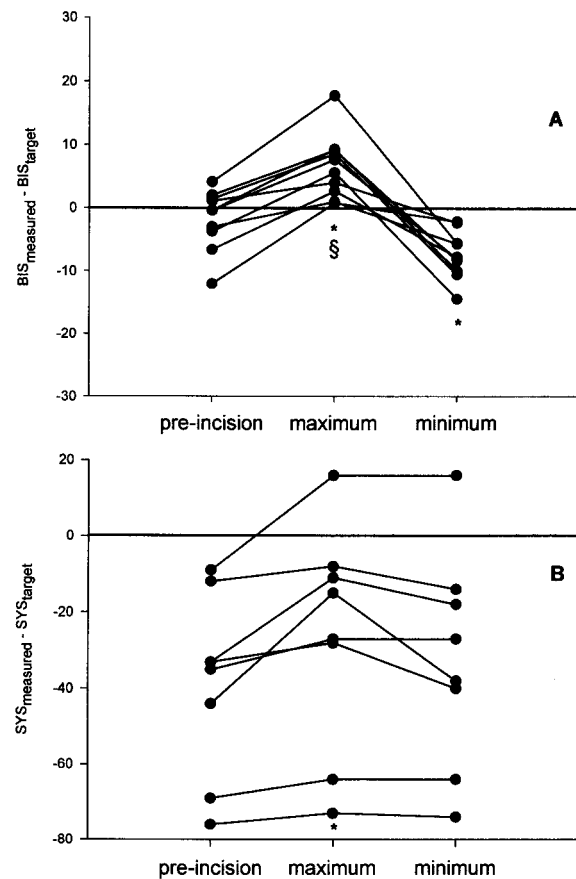 30
20
A
10
0
-10
*
§
*
-20
-30
BISmeasured - BIStarget
pre-incision maximum minimum
20
0
B
-20
-40
-60
-80
*
SYSmeasured - SYStarget
pre-incision maximum minimum